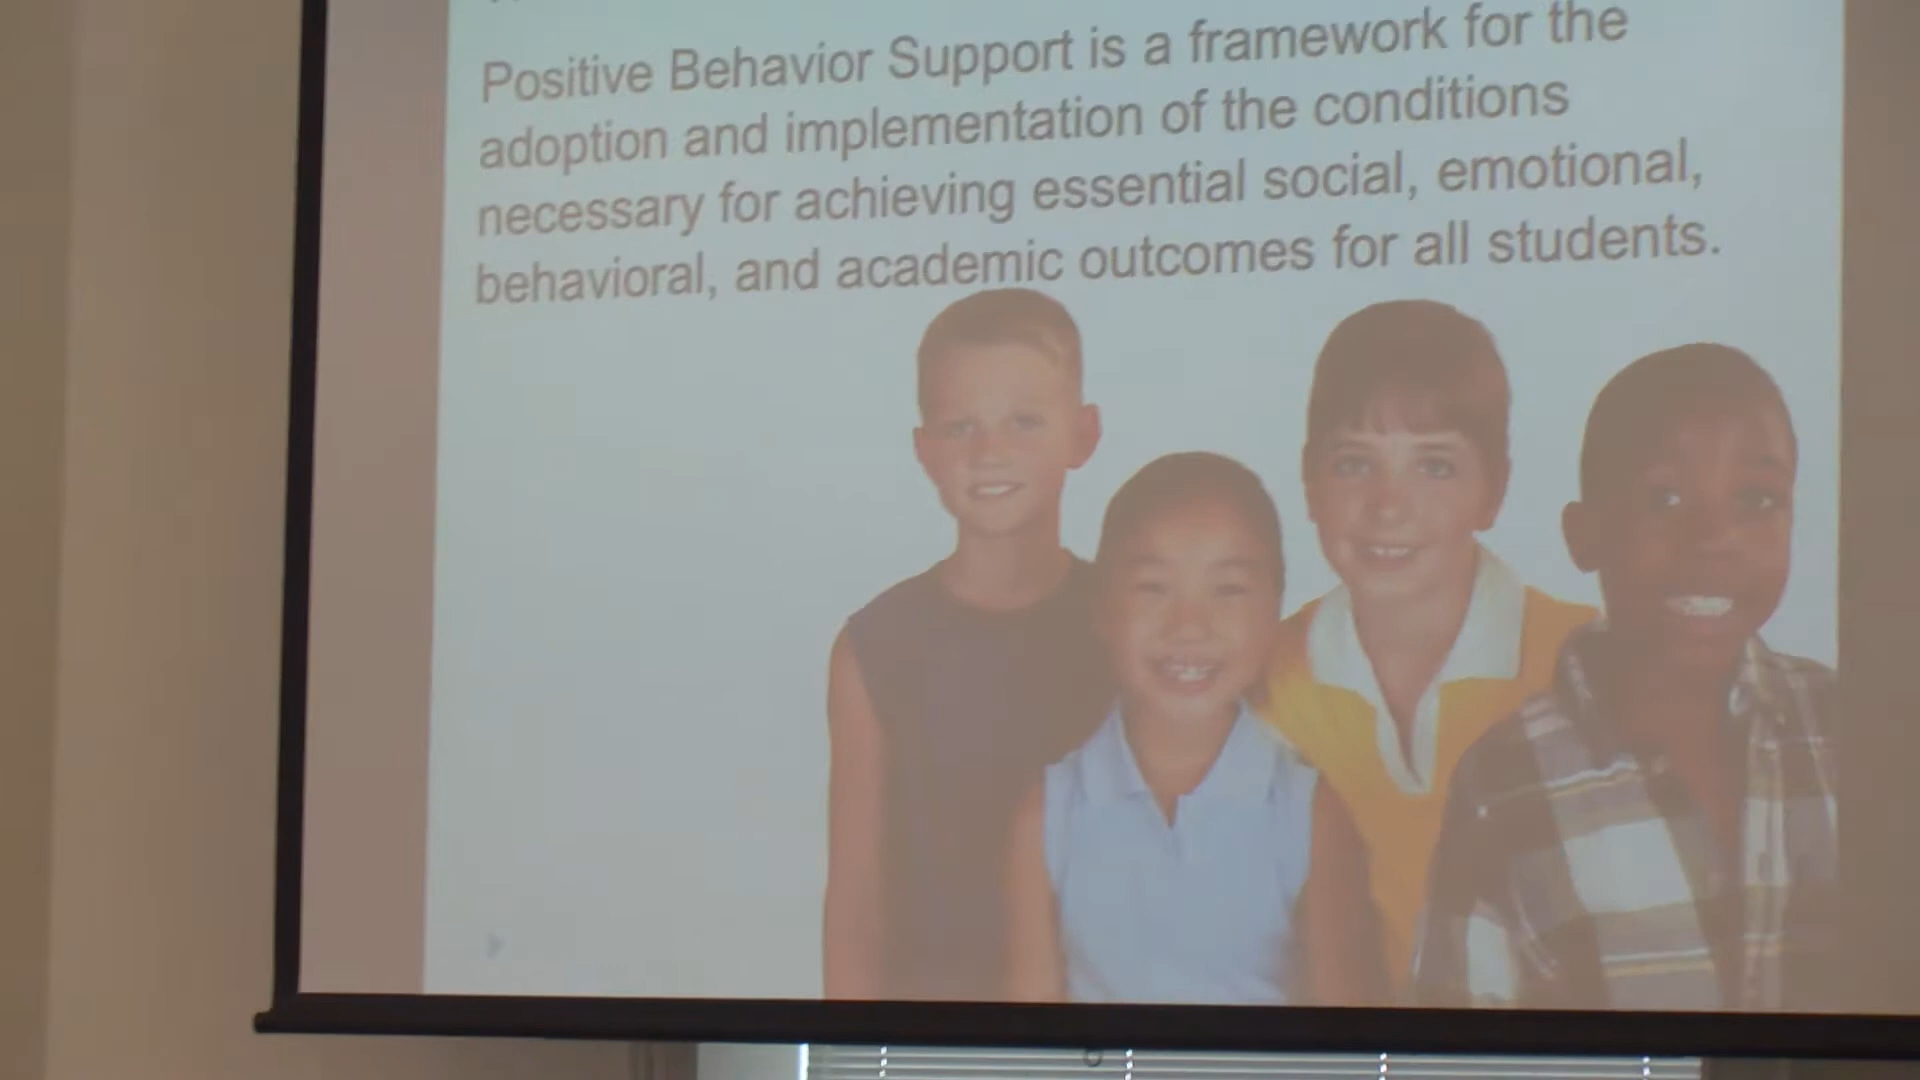 Positive Behavior Support is a framework for the
adoption and implementation of the conditions
necessary for achieving essential social, emotional,
behavioral, and academic outcomes for all students.